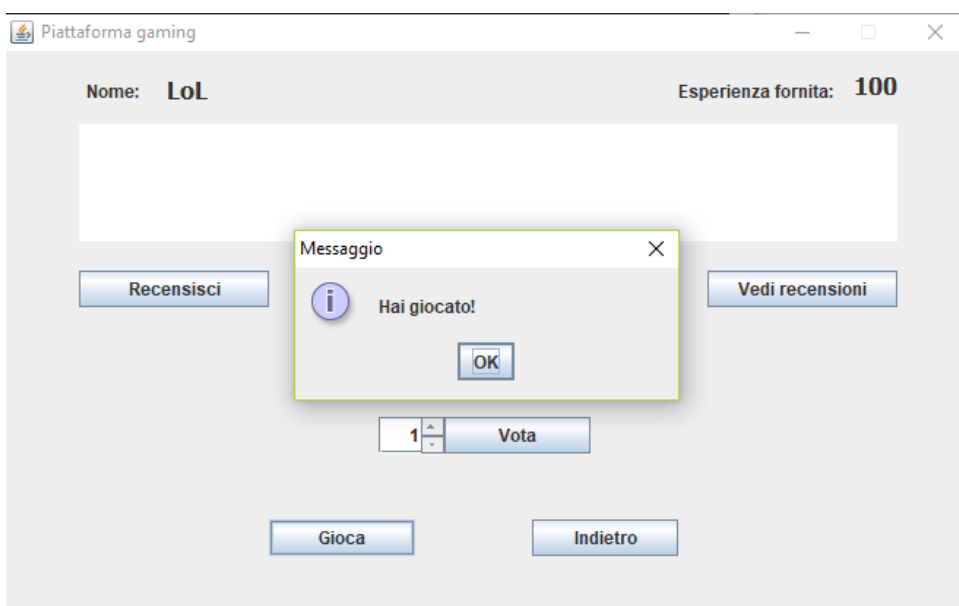 Piattaforma gaming
Nome: LoL
Esperienza fornita: 100
Messaggio
Recensisci
Hai giocato!
Vedi recensioni
OK
1
Vota
Gioca
Indietro